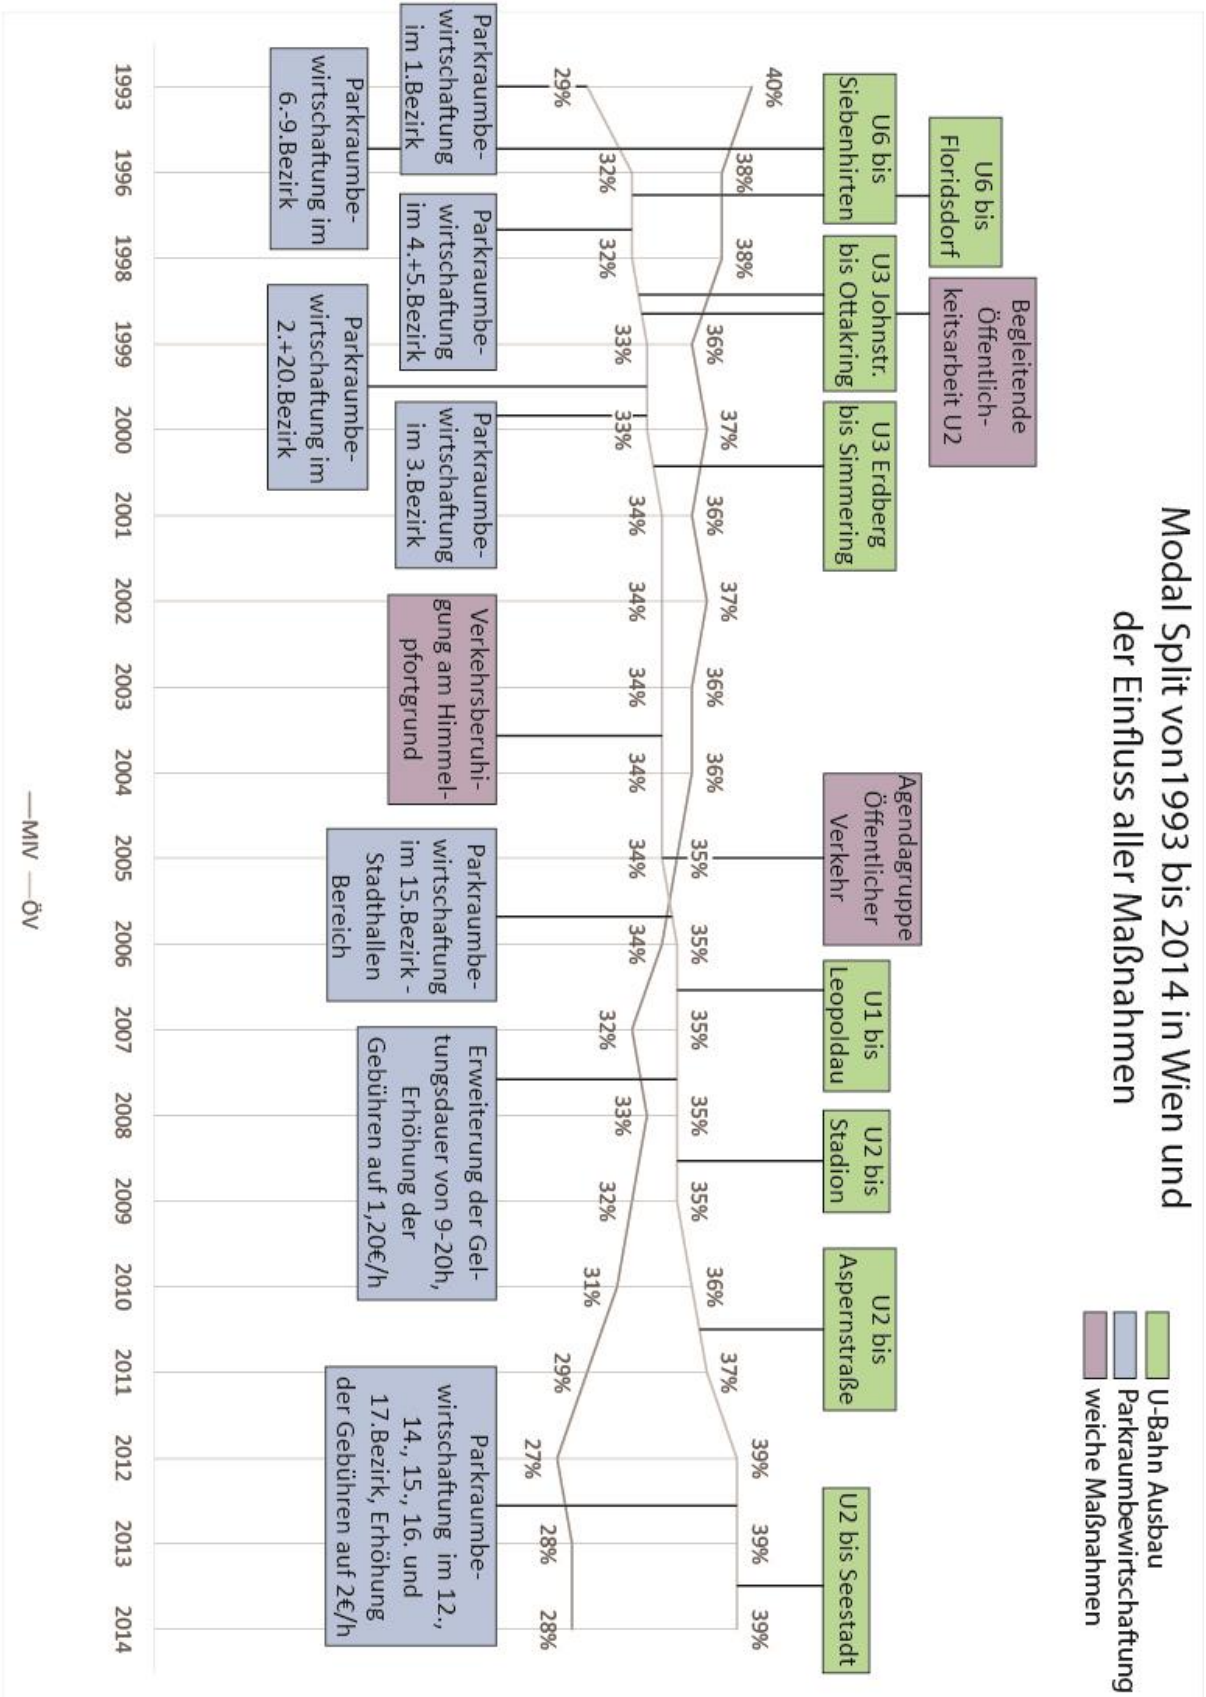 Modal Split von1993 bis 2014 in Wien und
der Einfluss aller Maßnahmen
U-Bahn Ausbau
Parkraumbewirtschaftung
weiche Maßnahmen
Begleitende
Öffentlich-
keitsarbeit U2
U6 bis
Floridsdorf
Agendagruppe
Öffentlicher
Verkehr
U6 bis
Siebenhirten
U3 Johnstr.
bis Ottakring
U3 Erdberg
bis Simmering
U1 bis
Leopoldau
U2 bis
Stadion
U2 bis
Aspernstraße
U2 bis Seestadt
40%
38%
38%
36%
37%
36%
37%
36%
36%
35%
34%
32%
33%
32%
31%
29%
27%
28%
28%
29%
32%
32%
33%
33%
34%
34%
34%
34%
34%
35%
35%
35%
35%
36%
37%
39%
39%
39%
Parkraumbe-
wirtschaftung
im 1.Bezirk
Parkraumbe-
wirtschaftung
im 4.+5.Bezirk
Parkraumbe-
wirtschaftung
im 3.Bezirk
Verkehrsberuhi-
gung am Himmel-
pfortgrund
Parkraumbe-
wirtschaftung
im 15.Bezirk -
Stadthallen
Bereich
Erweiterung der Gel-
tungsdauer von 9-20h,
Erhöhung der
Gebühren auf 1,20€/h
Parkraumbe-
wirtschaftung im 12.,
14., 15., 16. und
17.Bezirk, Erhöhung
der Gebühren auf 2€/h
Parkraumbe-
wirtschaftung im
6.-9.Bezirk
Parkraumbe-
wirtschaftung im
2.+20.Bezirk
1993
1996
1998
1999
2000
2001
2002
2003
2004
2005
2006
2007
2008
2009
2010
2011
2012
2013
2014
MIV
ÖV